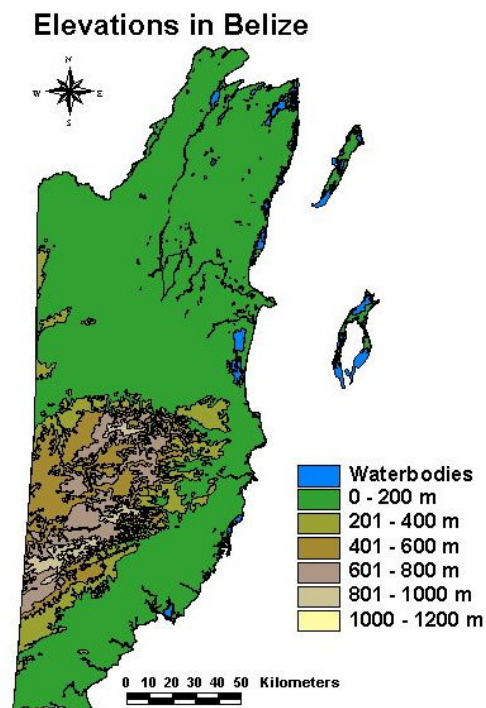 Elevations in Belize
N
W E
S
Waterbodies
0 - 200 m
201 - 400 m
401 - 600 m
601 - 800 m
801 - 1000 m
1000 - 1200 m
0 10 20 30 40 50 Kilometers